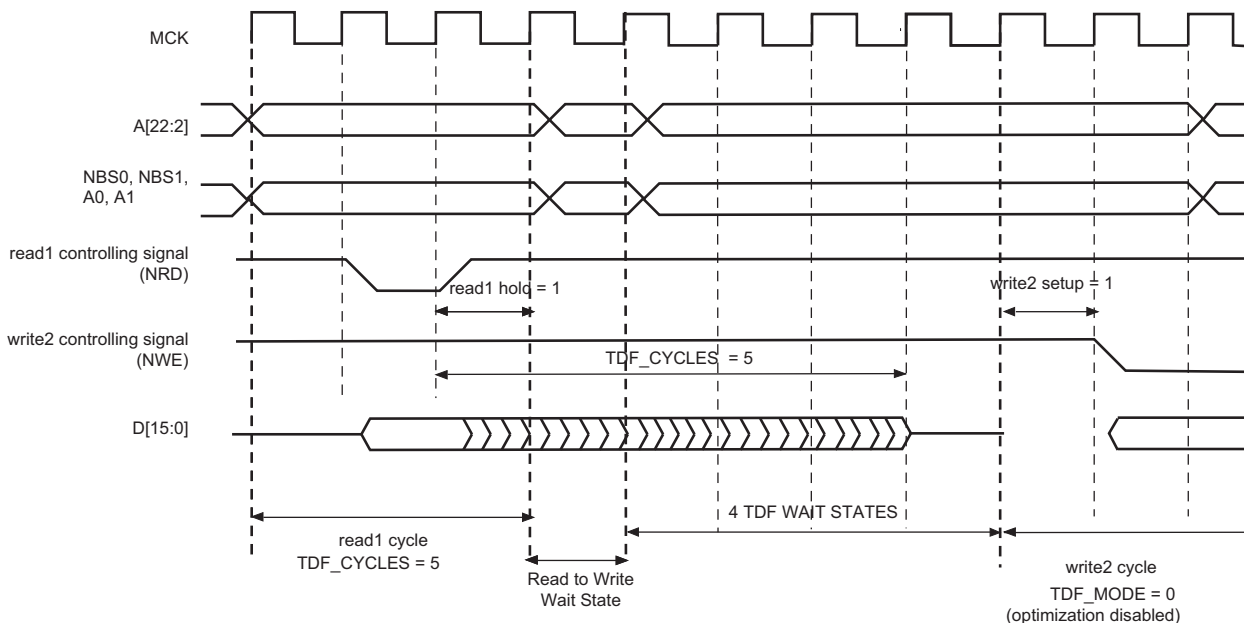 MCK
A[22:2]
NBS0, NBS1,
A0, A1
read1 controlling signal
(NRD)
read1 hold = 1
write2 setup = 1
write2 controlling signal
(NWE)
TDF_CYCLES = 5
D[15:0]
4 TDF WAIT STATES
read1 cycle
TDF_CYCLES = 5
Read to Write
Wait State
write2 cycle
TDF_MODE = 0
(optimization disabled)